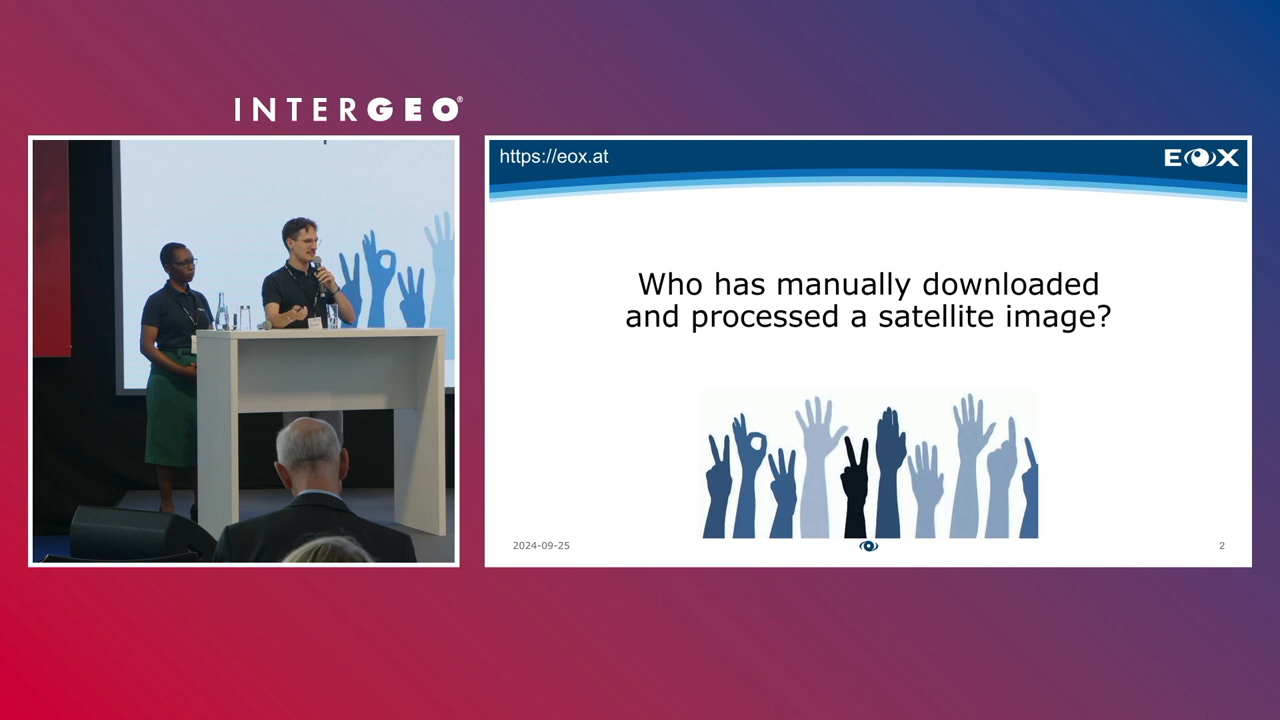 INTERGEO®
https://eox.at
EOX
Who has manually downloaded
and processed a satellite image?
2024-09-25
2